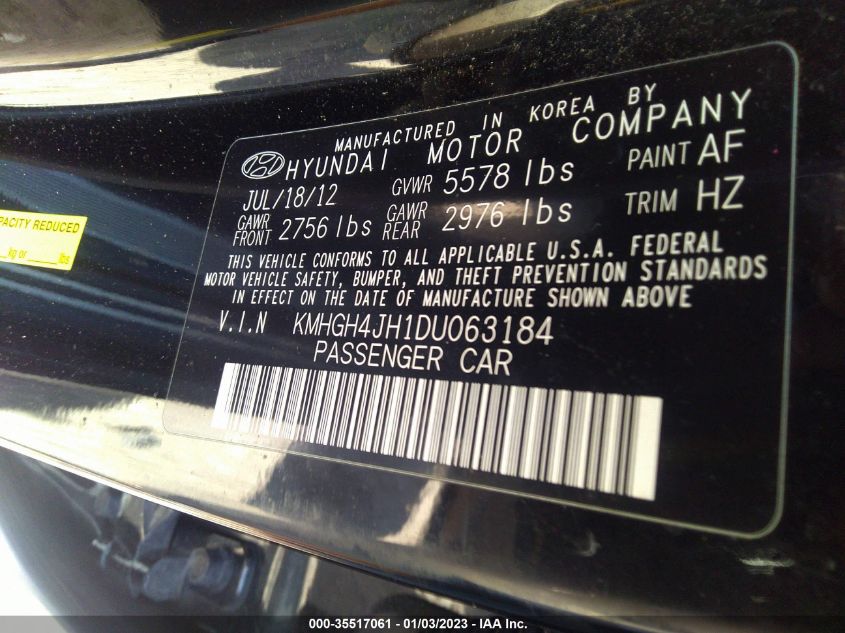 MANUFACTURED IN KOREA BY
HYUNDAI MOTOR COMPANY
JUL/18/12 GVWR 5578 lbs PAINT AF
GAWR FRONT 2756 lbs GAWR REAR 2976 lbs TRIM HZ
THIS VEHICLE CONFORMS TO ALL APPLICABLE U.S.A. FEDERAL
MOTOR VEHICLE SAFETY, BUMPER, AND THEFT PREVENTION STANDARDS
IN EFFECT ON THE DATE OF MANUFACTURE SHOWN ABOVE
V.I.N KMHGH4JH1DU063184
PASSENGER CAR
REDUCED
kg or lbs
000-35517061 - 01/03/2023 - IAA Inc.